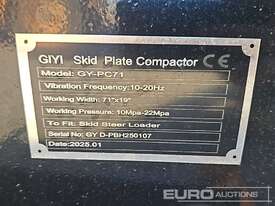 GIYI Skid Plate Compactor CE
Model: GY-PC71
Vibration Frequency:10-20Hz
Working Width: 71"x19"
Working Pressure: 10Mpa-22Mpa
To Fit: Skid Steer Loader
Serial No: GY D-PBH250107
Date:2025.01
EURO AUCTIONS